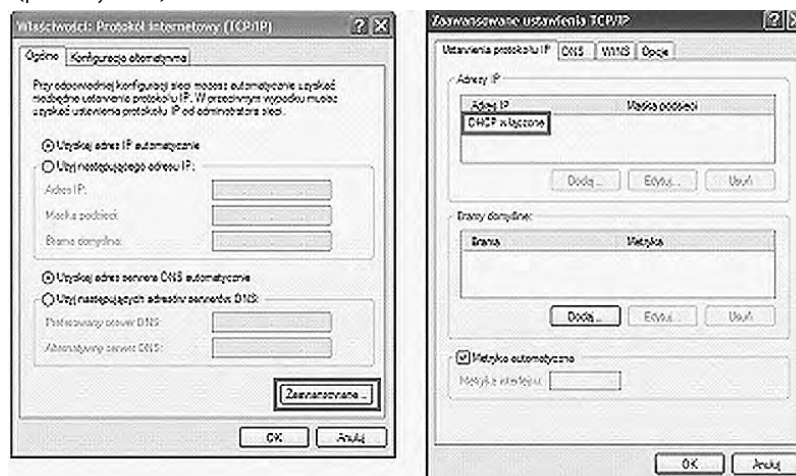 Właściwości: Protokół internetowy (TCP/IP)
Ogólne Konfiguracja alternatywna
Przy odpowiedniej konfiguracji sieci możesz automatycznie uzyskać
niezbędne ustawienia protokołu IP. W przeciwnym wypadku musisz
uzyskać ustawienia protokołu IP od administratora sieci.
Uzyskaj adres IP automatycznie
Użyj następującego adresu IP:
Adres IP:
Maska podsieci:
Brama domyślna:
Uzyskaj adres serwera DNS automatycznie
Użyj następujących adresów serwerów DNS:
Preferowany serwer DNS:
Alternatywny serwer DNS:
Zaawansowane...
OK Anuluj
Zaawansowane ustawienia TCP/IP
Ustawienia protokołu IP DNS WINS Opcje
Adresy IP
Adres IP Maska podsieci
DHCP włączone
Dodaj... Edytuj... Usuń
Bramy domyślne:
Brama Metryka
Dodaj... Edytuj... Usuń
Metryka automatyczna
Metryka interfejsu:
OK Anuluj